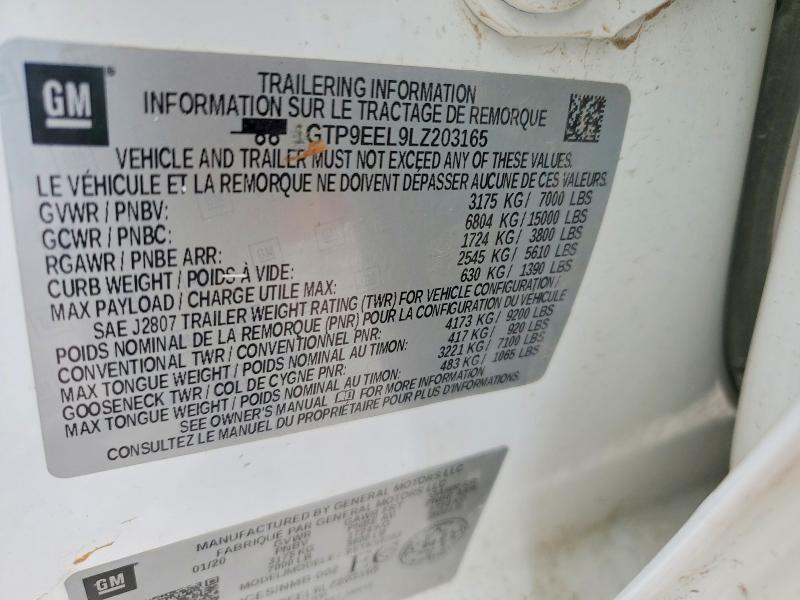 GM
TRAILERING INFORMATION
INFORMATION SUR LE TRACTAGE DE REMORQUE
GTP9EEL9LZ203165
VEHICLE AND TRAILER MUST NOT EXCEED ANY OF THESE VALUES.
LE VÉHICULE ET LA REMORQUE NE DOIVENT DÉPASSER AUCUNE DE CES VALEURS.
GVWR / PNBV: 3175 KG / 7000 LBS
GCWR / PNBC: 6804 KG / 15000 LBS
RGAWR / PNBE ARR: 1724 KG / 3800 LBS
CURB WEIGHT / POIDS À VIDE: 2545 KG / 5610 LBS
MAX PAYLOAD / CHARGE UTILE MAX: 630 KG / 1390 LBS
SAE J2807 TRAILER WEIGHT RATING (TWR) FOR VEHICLE CONFIGURATION /
POIDS NOMINAL DE LA REMORQUE (PNR) POUR LA CONFIGURATION DU VÉHICULE
CONVENTIONAL TWR / CONVENTIONNEL PNR: 4173 KG / 9200 LBS
MAX TONGUE WEIGHT / POIDS NOMINAL AU TIMON: 417 KG / 920 LBS
GOOSENECK TWR / COL DE CYGNE PNR: 3221 KG / 7100 LBS
MAX TONGUE WEIGHT / POIDS NOMINAL AU TIMON: 483 KG / 1065 LBS
SEE OWNER'S MANUAL FOR MORE INFORMATION
CONSULTEZ LE MANUEL DU PROPRIÉTAIRE POUR PLUS D'INFORMATIONS.
GM
MANUFACTURED BY GENERAL MOTORS LLC
FABRIQUE PAR GENERAL MOTORS LLC
01/20 GVWR
PNBV
3175 KG
7000 LB